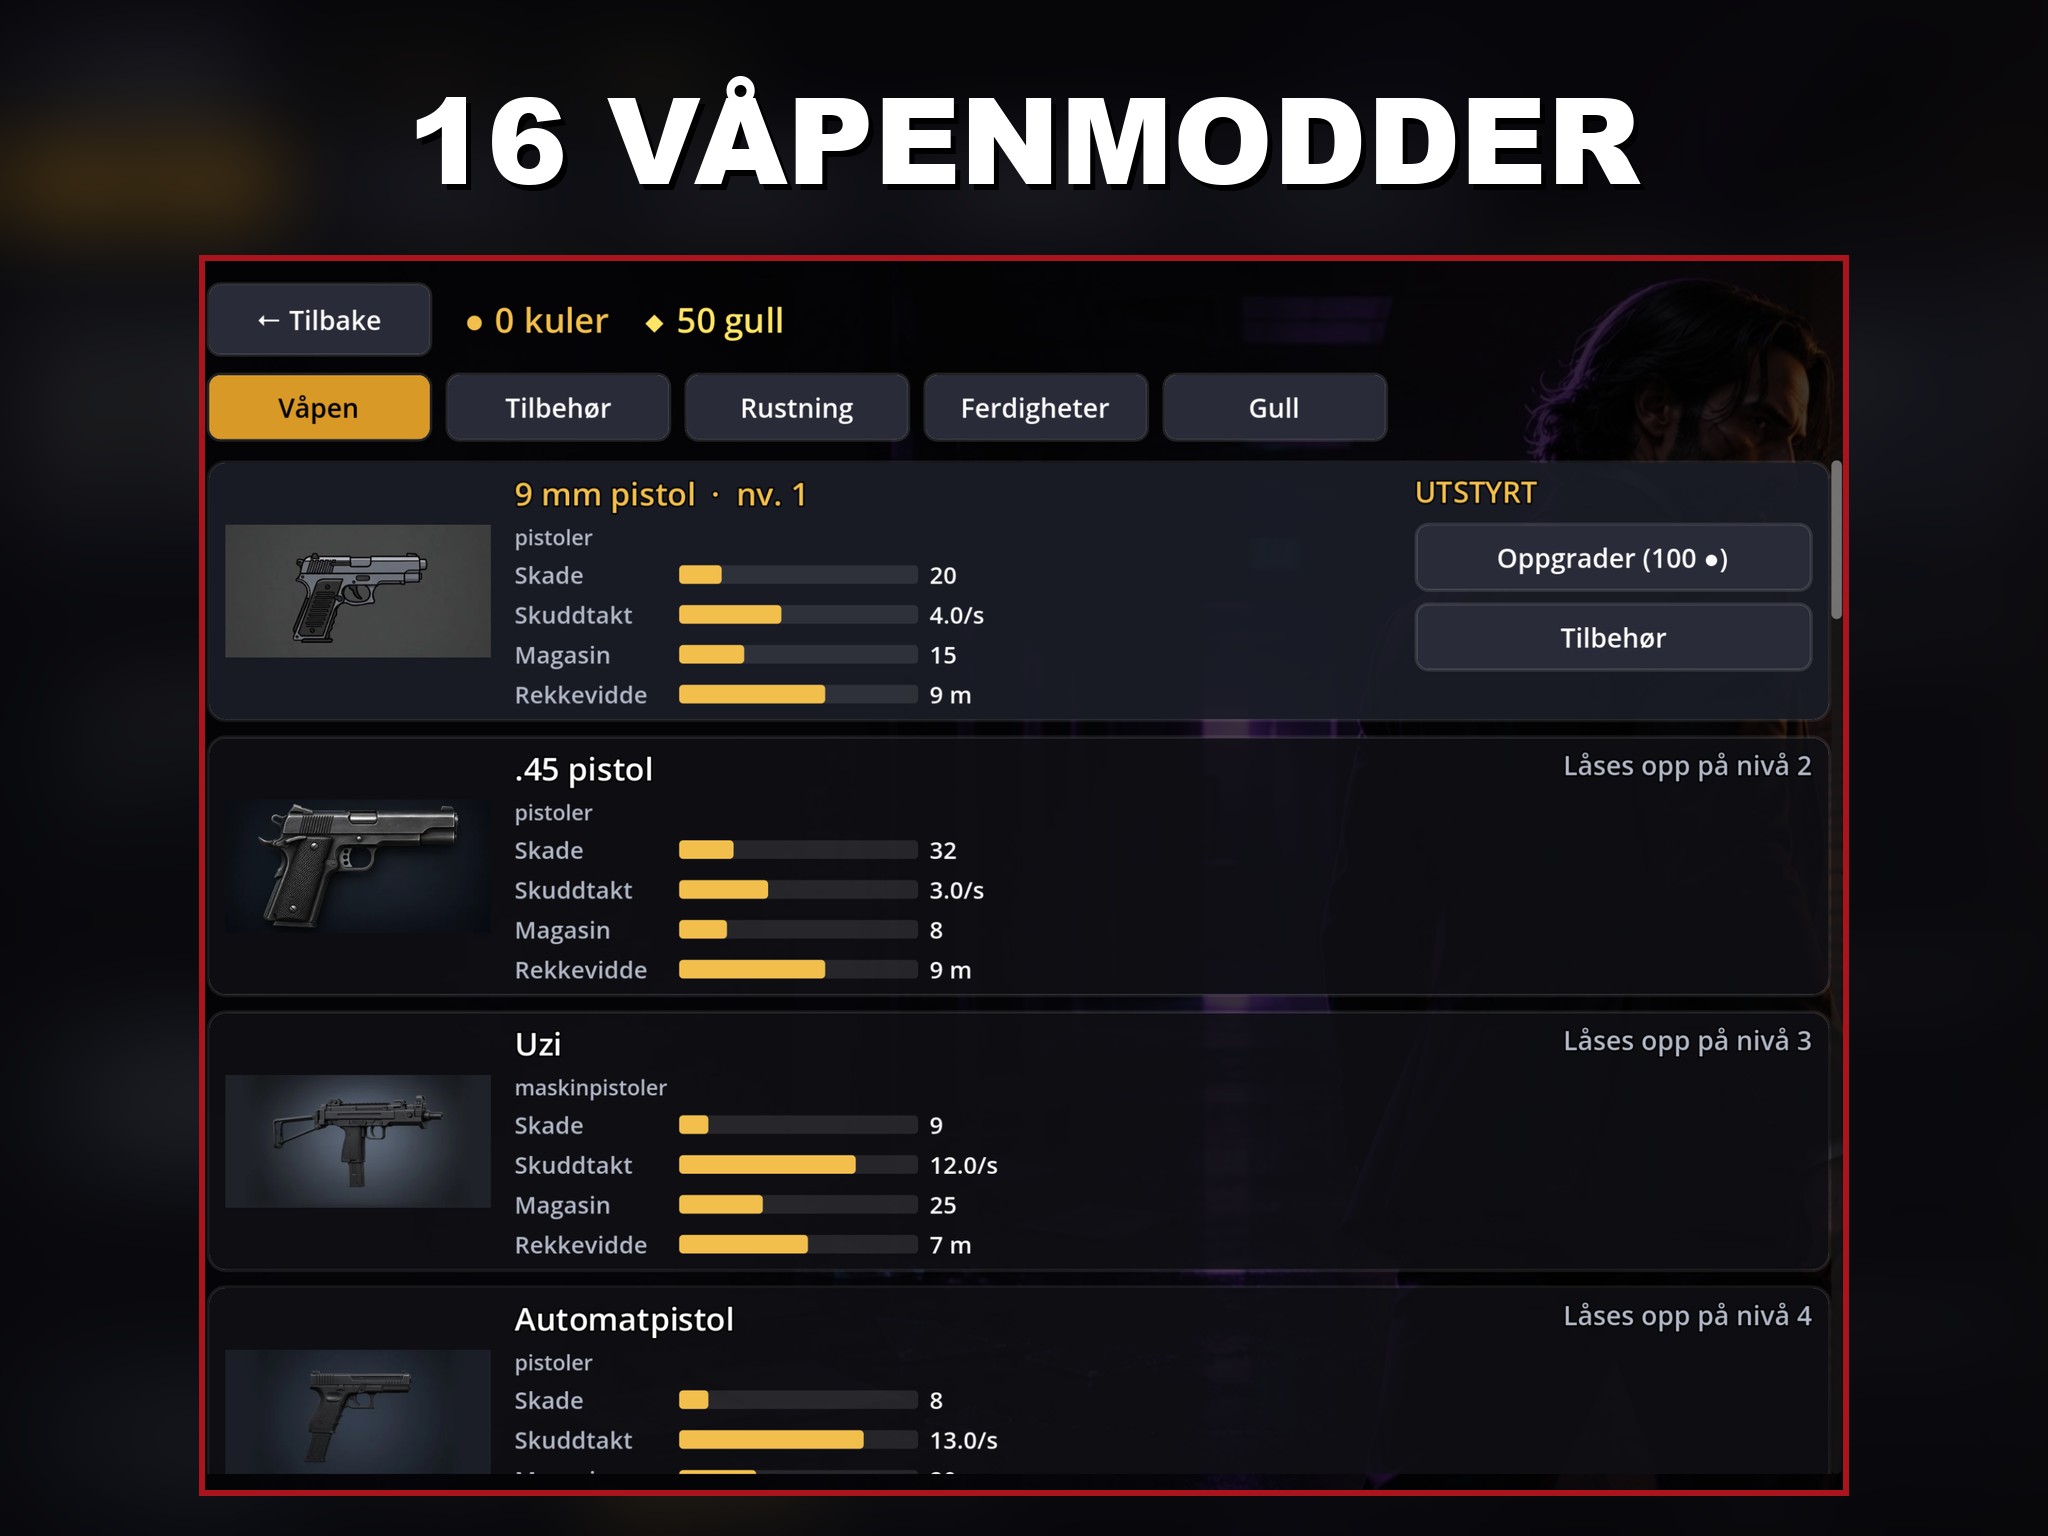 16 VÅPENMODDER
← Tilbake ● 0 kuler ◆ 50 gull
Våpen Tilbehør Rustning Ferdigheter Gull
9 mm pistol · nv. 1
UTSTYRT
pistoler
Oppgrader (100 ●)
Skade 20
Skuddtakt 4.0/s
Tilbehør
Magasin 15
Rekkevidde 9 m
.45 pistol
Låses opp på nivå 2
pistoler
Skade 32
Skuddtakt 3.0/s
Magasin 8
Rekkevidde 9 m
Uzi
Låses opp på nivå 3
maskinpistoler
Skade 9
Skuddtakt 12.0/s
Magasin 25
Rekkevidde 7 m
Automatpistol
Låses opp på nivå 4
pistoler
Skade 8
Skuddtakt 13.0/s